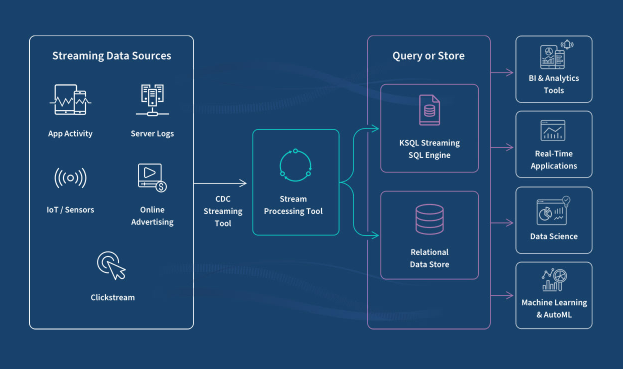 Streaming Data Sources
App Activity
Server Logs
IoT / Sensors
Online
Advertising
Clickstream
CDC
Streaming
Tool
Stream
Processing Tool
Query or Store
KSQL Streaming
SQL Engine
Relational
Data Store
BI & Analytics
Tools
Real-Time
Applications
Data Science
Machine Learning
& AutoML